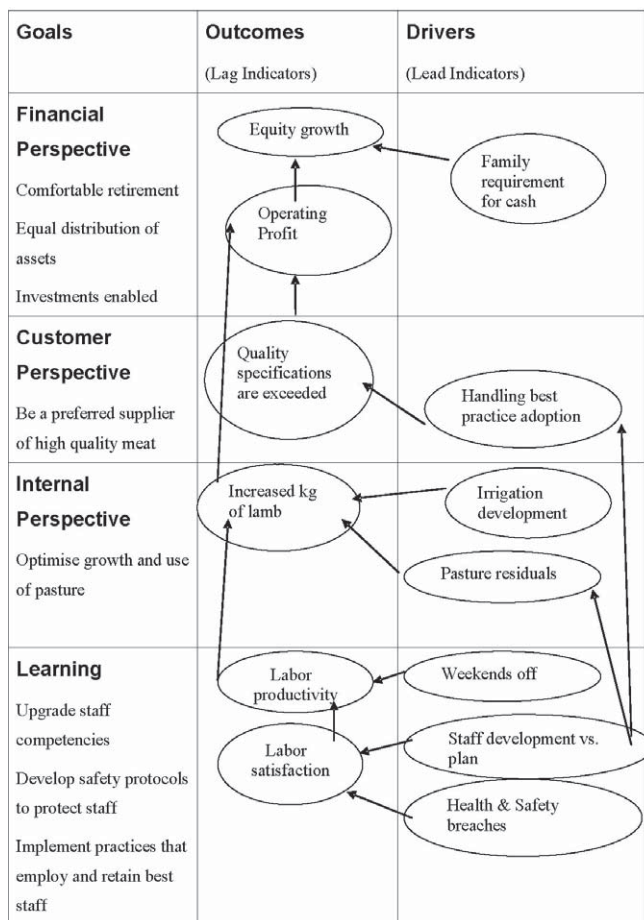 Goals
Outcomes
(Lag Indicators)
Drivers
(Lead Indicators)
Financial
Perspective
Comfortable retirement
Equal distribution of
assets
Investments enabled
Equity growth
Operating
Profit
Family
requirement
for cash
Customer
Perspective
Be a preferred supplier
of high quality meat
Quality
specifications
are exceeded
Handling best
practice adoption
Internal
Perspective
Optimise growth and use
of pasture
Increased kg
of lamb
Irrigation
development
Pasture residuals
Learning
Upgrade staff
competencies
Develop safety protocols
to protect staff
Implement practices that
employ and retain best
staff
Labor
productivity
Labor
satisfaction
Weekends off
Staff development vs.
plan
Health & Safety
breaches